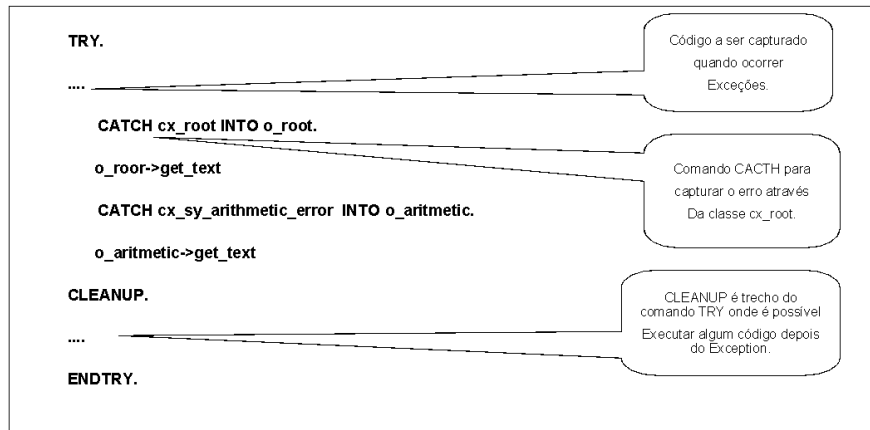 TRY.
....
CATCH cx_root INTO o_root.
o_roor->get_text
CATCH cx_sy_arithmetic_error INTO o_aritmetic.
o_aritmetic->get_text
CLEANUP.
....
ENDTRY.
Código a ser capturado
quando ocorrer
Exceções.
Comando CACTH para
capturar o erro através
Da classe cx_root.
CLEANUP é trecho do
comando TRY onde é possível
Executar algum código depois
do Exception.